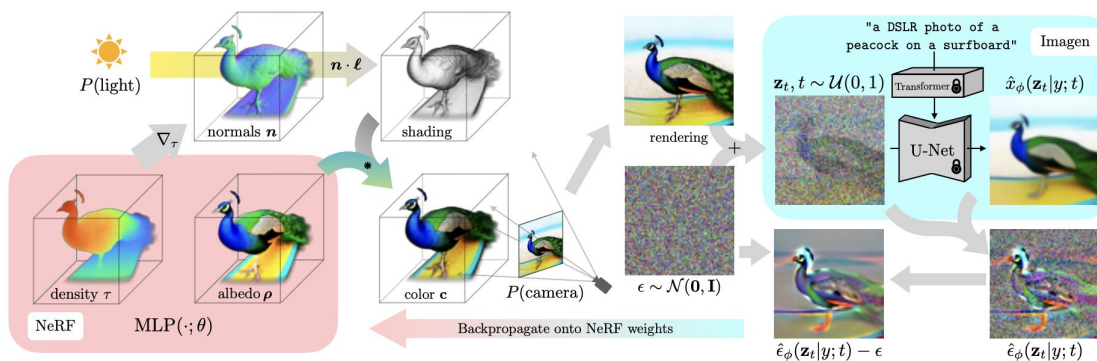 "a DSLR photo of a
peacock on a surfboard"
Imagen
P(light)
n · ℓ
normals n
shading
∇τ
*
rendering
+
z_t, t ∼ U(0, 1)
Transformer
x̂_ϕ(z_t|y; t)
U-Net
density τ
albedo ρ
color c
P(camera)
ϵ ∼ N(0, I)
NeRF
MLP(·; θ)
Backpropagate onto NeRF weights
ϵ̂_ϕ(z_t|y; t) − ϵ
ϵ̂_ϕ(z_t|y; t)